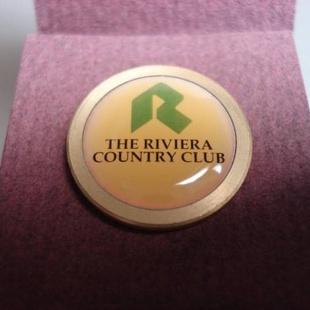 R
THE RIVIERA
COUNTRY CLUB